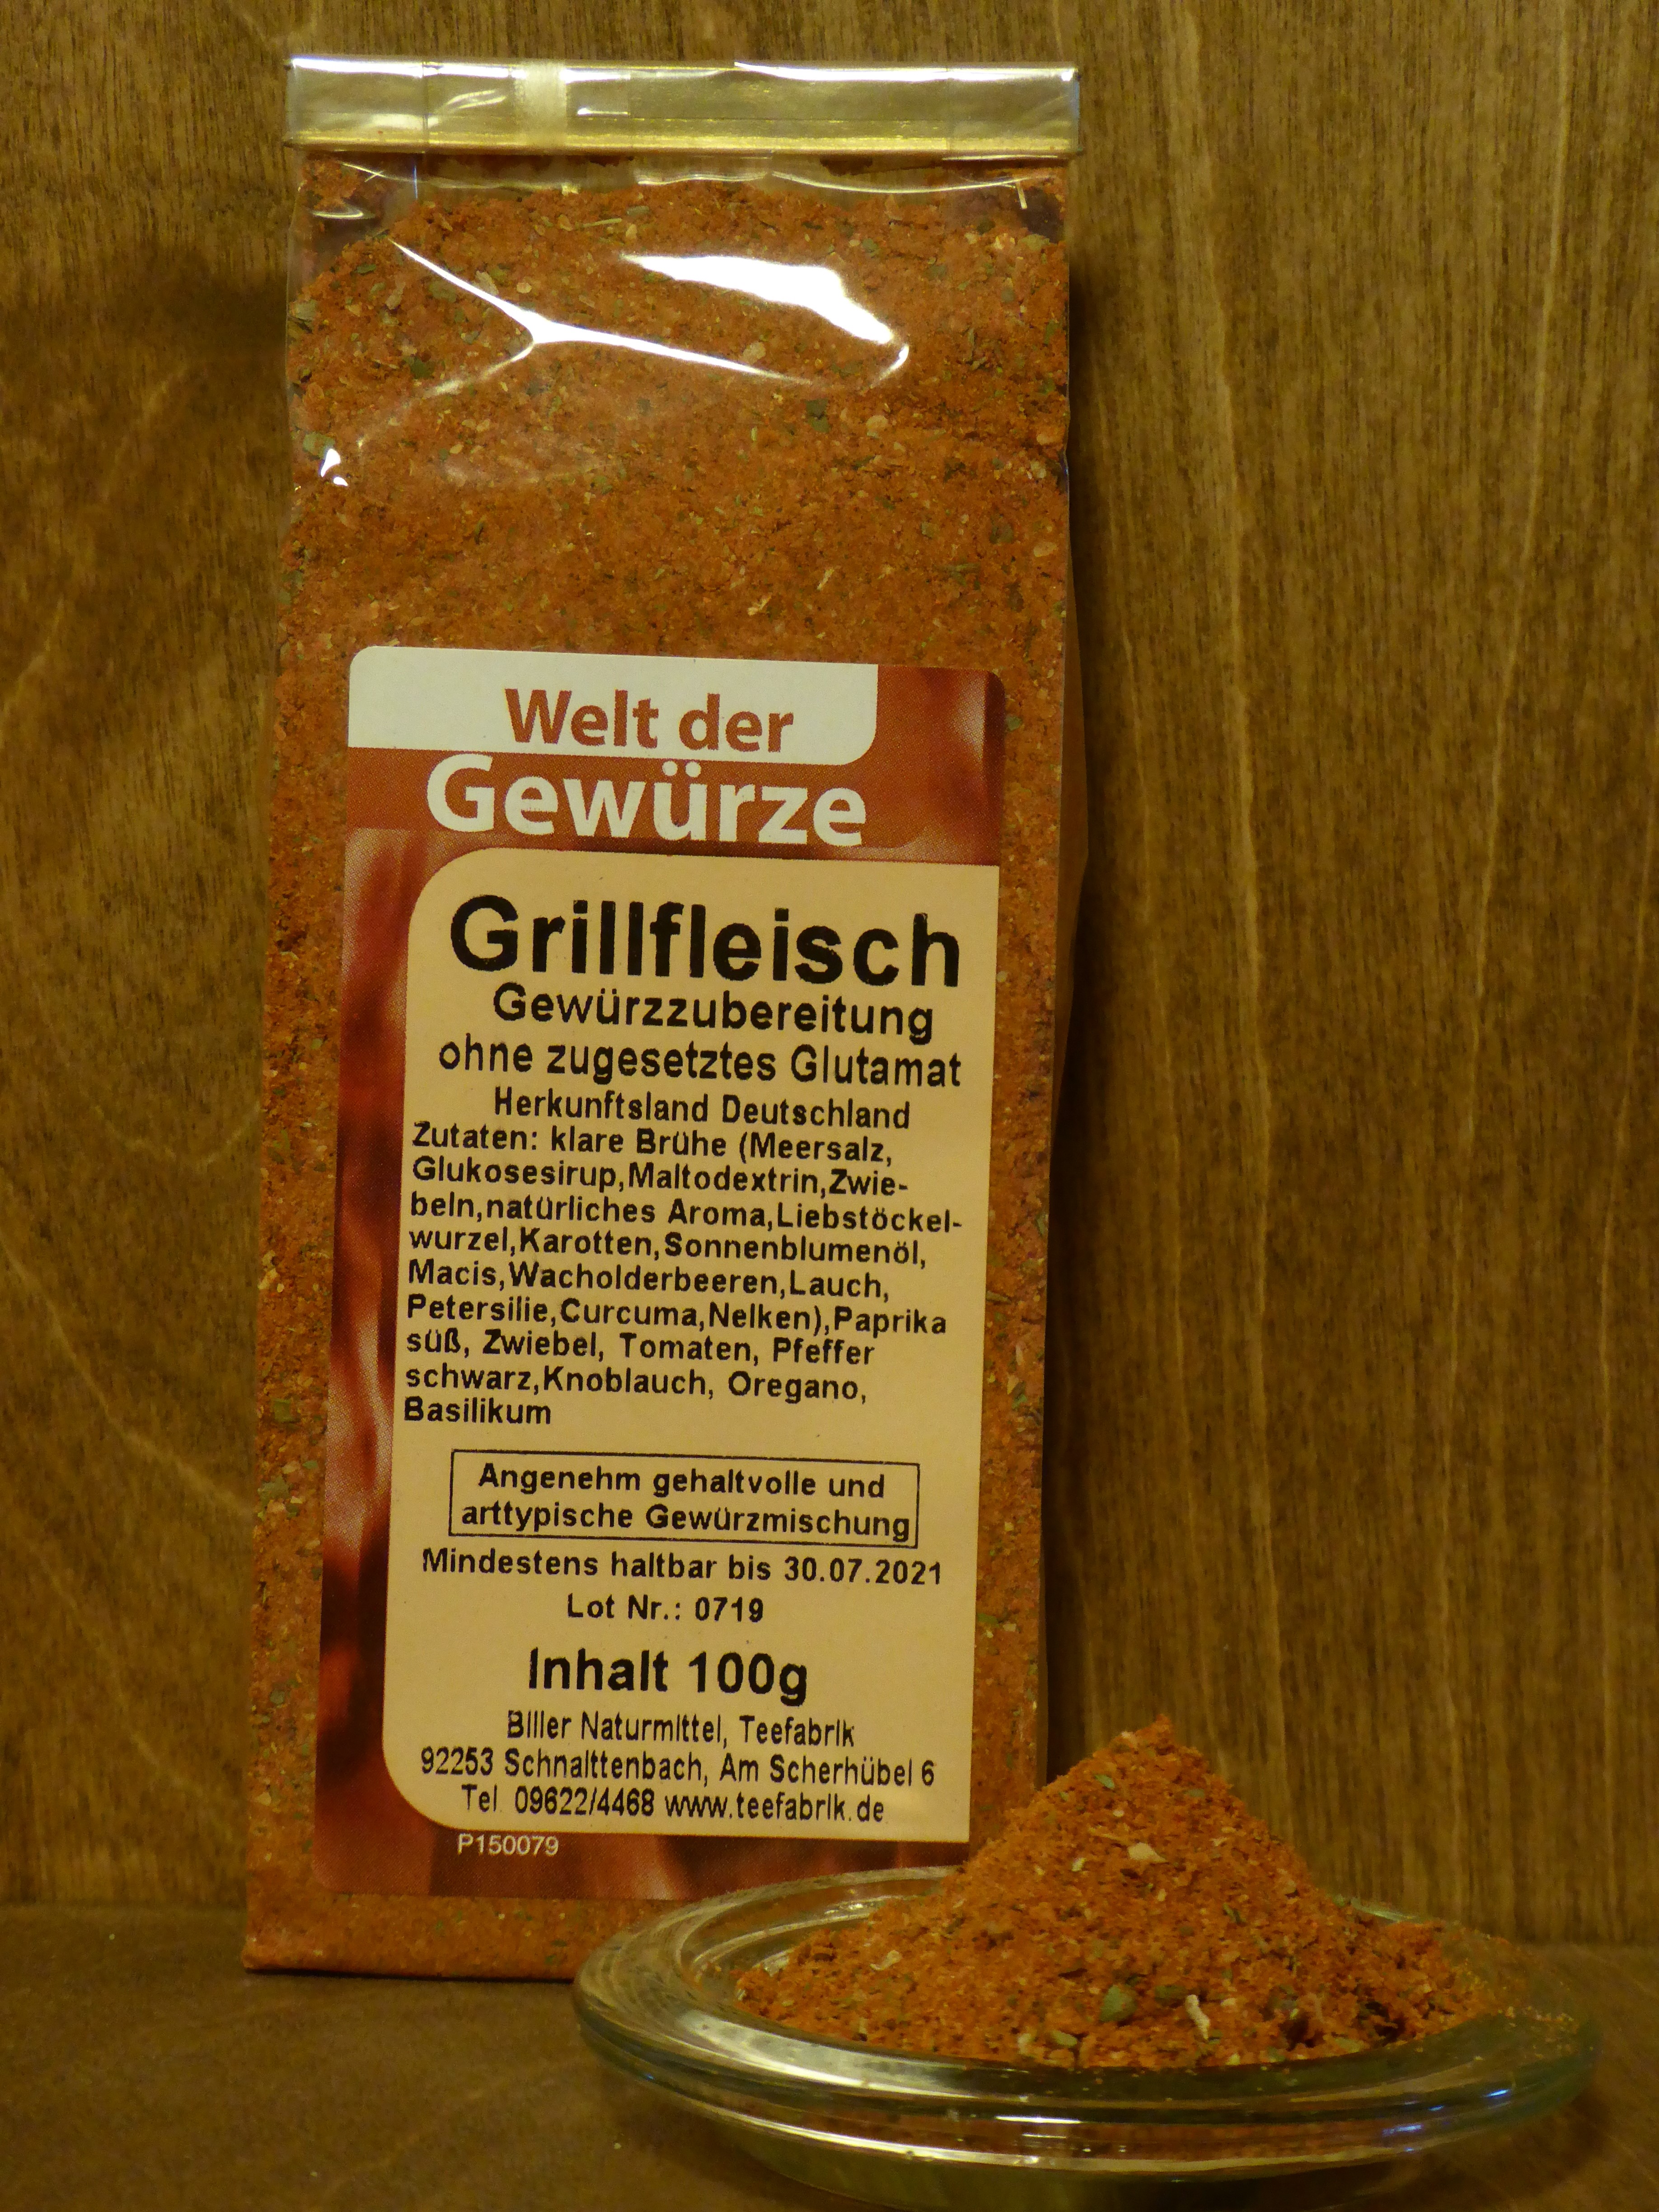 Welt der
Gewürze
Grillfleisch
Gewürzzubereitung
ohne zugesetztes Glutamat
Herkunftsland Deutschland
Zutaten: klare Brühe (Meersalz,
Glukosesirup,Maltodextrin,Zwie-
beln,natürliches Aroma,Liebstöckel-
wurzel,Karotten,Sonnenblumenöl,
Macis,Wacholderbeeren,Lauch,
Petersilie,Curcuma,Nelken),Paprika
süß, Zwiebel, Tomaten, Pfeffer
schwarz,Knoblauch, Oregano,
Basilikum
Angenehm gehaltvolle und
arttypische Gewürzmischung
Mindestens haltbar bis 30.07.2021
Lot Nr.: 0719
Inhalt 100g
Biller Naturmittel, Teefabrik
92253 Schnaittenbach, Am Scherhübel 6
Tel. 09622/4468 www.teefabrik.de
P150079